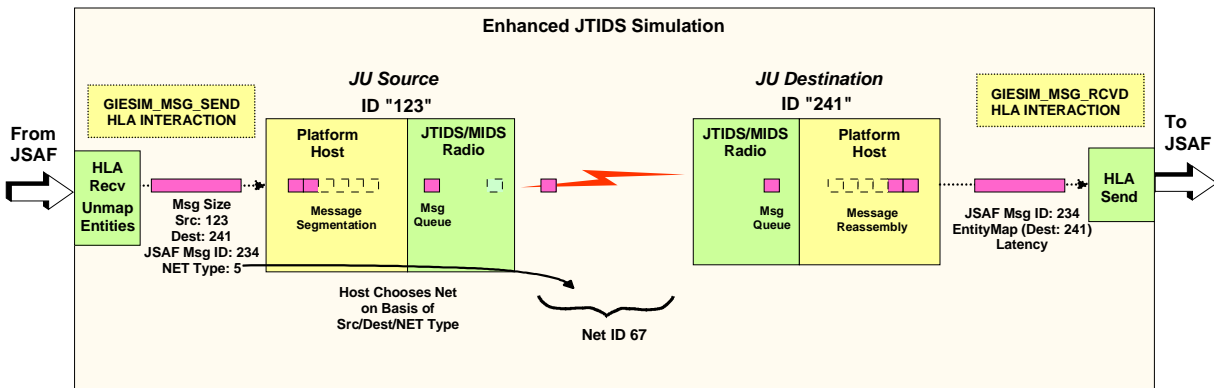 Enhanced JTIDS Simulation
From
JSAF
GIESIM_MSG_SEND
HLA INTERACTION
HLA
Recv
Unmap
Entities
Msg Size
Src: 123
Dest: 241
JSAF Msg ID: 234
NET Type: 5
JU Source
ID "123"
Platform
Host
Message
Segmentation
JTIDS/MIDS
Radio
Msg
Queue
Host Chooses Net
on Basis of
Src/Dest/NET Type
Net ID 67
JU Destination
ID "241"
JTIDS/MIDS
Radio
Msg
Queue
Platform
Host
Message
Reassembly
GIESIM_MSG_RCVD
HLA INTERACTION
JSAF Msg ID: 234
EntityMap (Dest: 241)
Latency
HLA
Send
To
JSAF